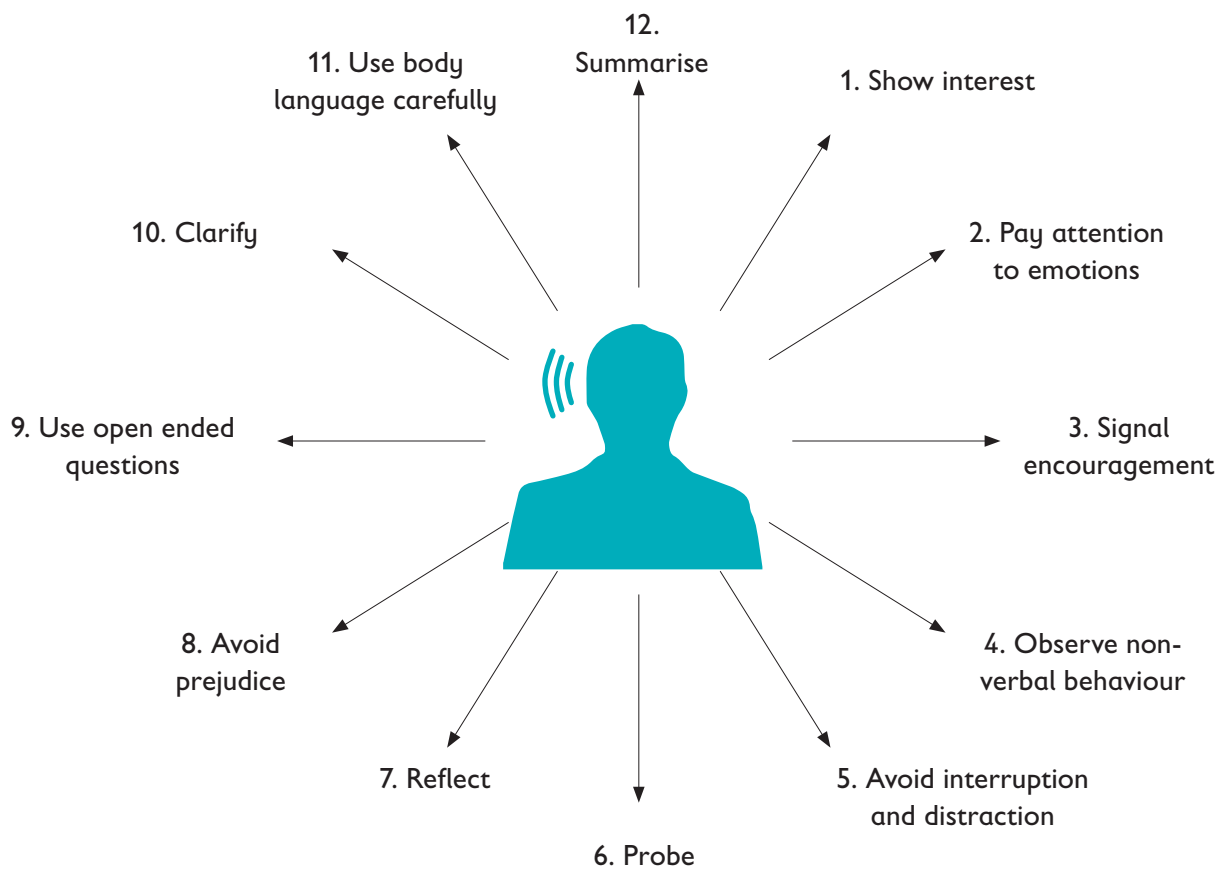 12.
Summarise
1. Show interest
2. Pay attention
to emotions
3. Signal
encouragement
4. Observe non-
verbal behaviour
5. Avoid interruption
and distraction
6. Probe
7. Reflect
8. Avoid
prejudice
9. Use open ended
questions
10. Clarify
11. Use body
language carefully